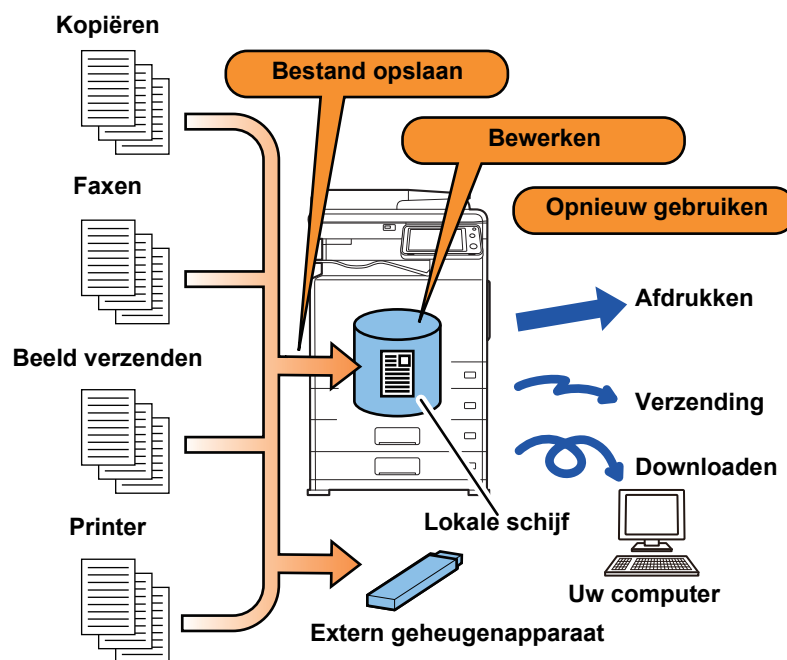 Kopiëren
Bestand opslaan
Bewerken
Faxen
Opnieuw gebruiken
Afdrukken
Beeld verzenden
Verzending
Downloaden
Printer
Lokale schijf
Uw computer
Extern geheugenapparaat